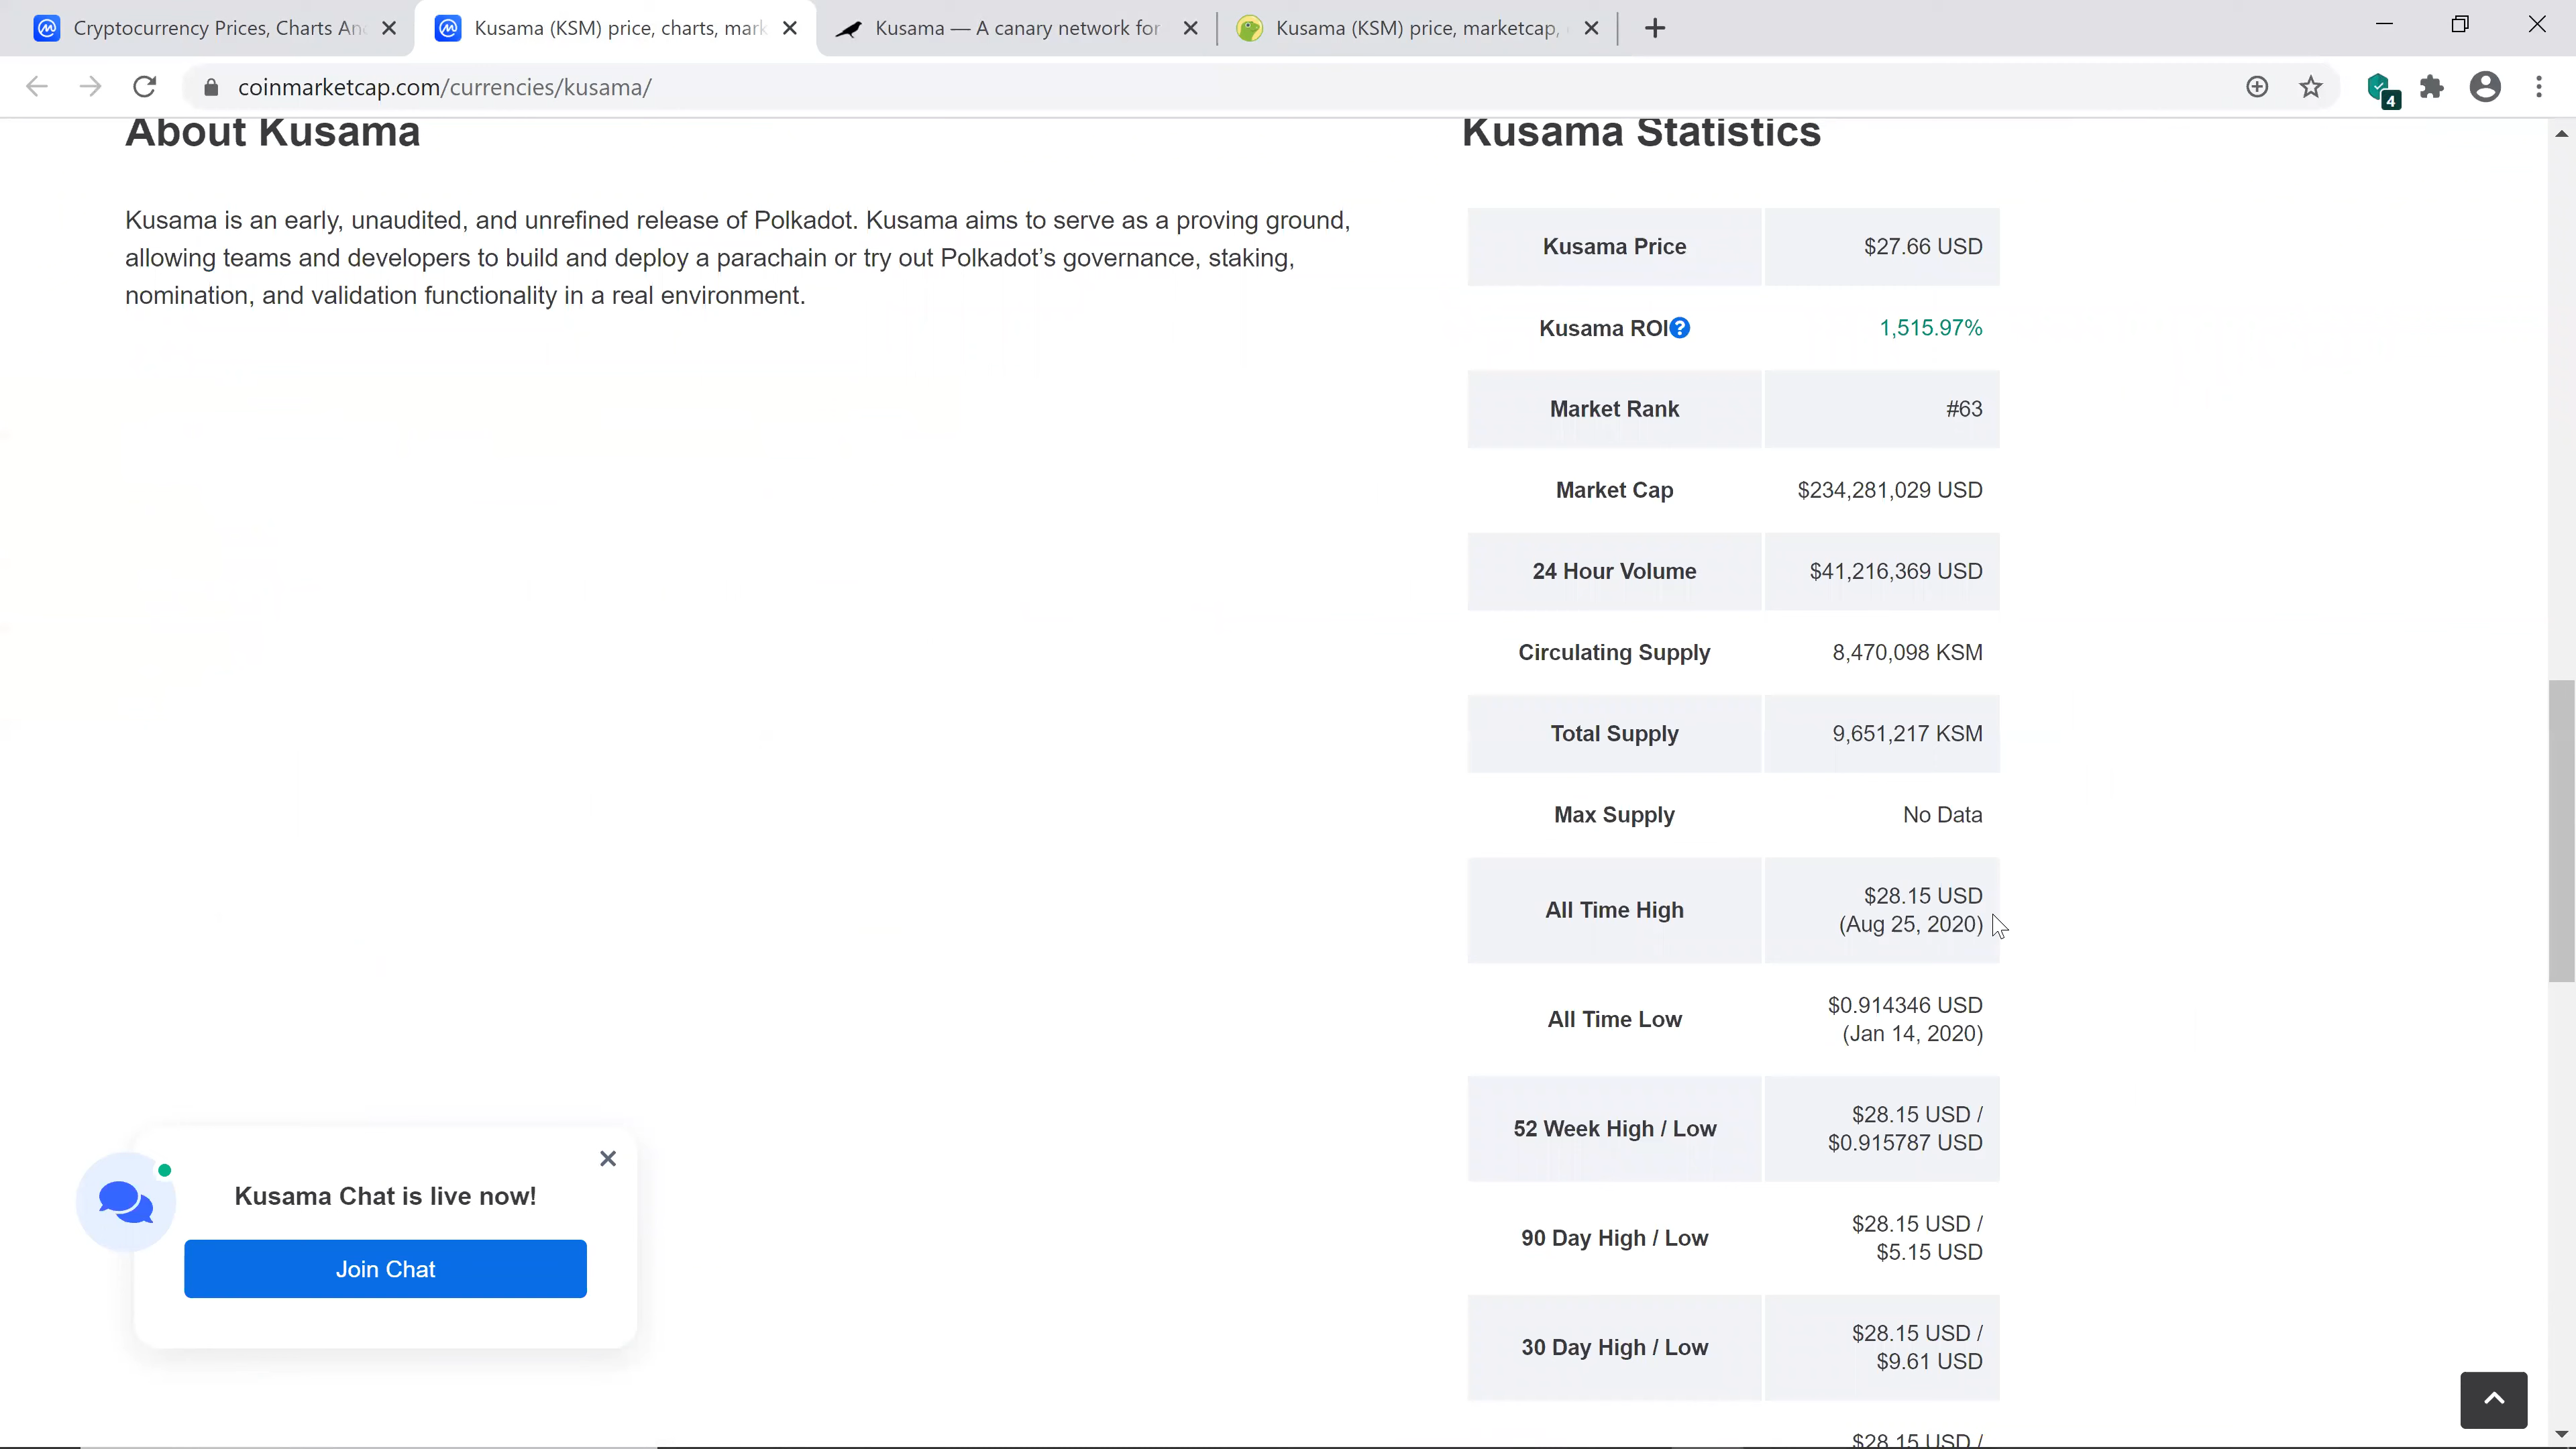 Cryptocurrency Prices, Charts An
Kusama (KSM) price, charts, mark
Kusama — A canary network for
Kusama (KSM) price, marketcap,
coinmarketcap.com/currencies/kusama/
4
About Kusama
Kusama is an early, unaudited, and unrefined release of Polkadot. Kusama aims to serve as a proving ground,
allowing teams and developers to build and deploy a parachain or try out Polkadot’s governance, staking,
nomination, and validation functionality in a real environment.
Kusama Statistics
Kusama Price $27.66 USD
Kusama ROI? 1,515.97%
Market Rank #63
Market Cap $234,281,029 USD
24 Hour Volume $41,216,369 USD
Circulating Supply 8,470,098 KSM
Total Supply 9,651,217 KSM
Max Supply No Data
All Time High $28.15 USD
(Aug 25, 2020)
All Time Low $0.914346 USD
(Jan 14, 2020)
52 Week High / Low $28.15 USD /
$0.915787 USD
90 Day High / Low $28.15 USD /
$5.15 USD
30 Day High / Low $28.15 USD /
$9.61 USD
$28.15 USD /
Kusama Chat is live now!
Join Chat